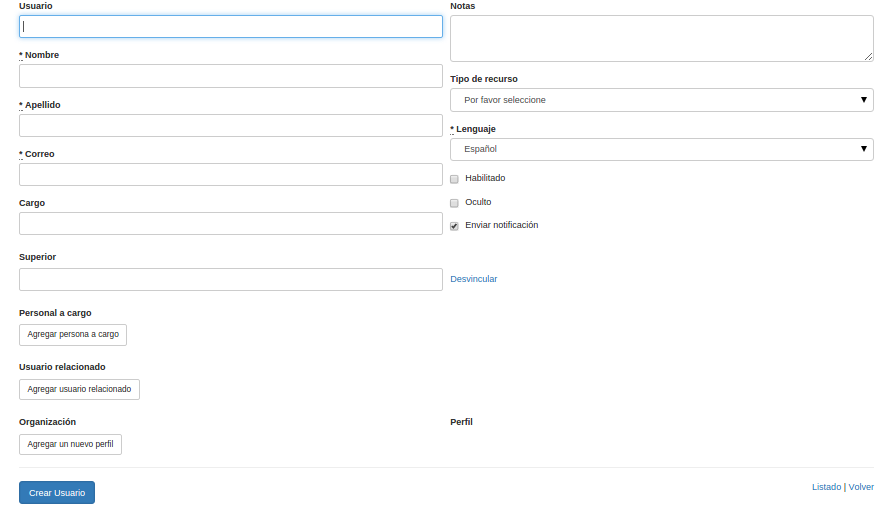 Usuario
Notas
* Nombre
Tipo de recurso
Por favor seleccione
* Apellido
* Lenguaje
Español
* Correo
Habilitado
Oculto
Cargo
Enviar notificación
Superior
Desvincular
Personal a cargo
Agregar persona a cargo
Usuario relacionado
Agregar usuario relacionado
Organización
Perfil
Agregar un nuevo perfil
Crear Usuario
Listado | Volver